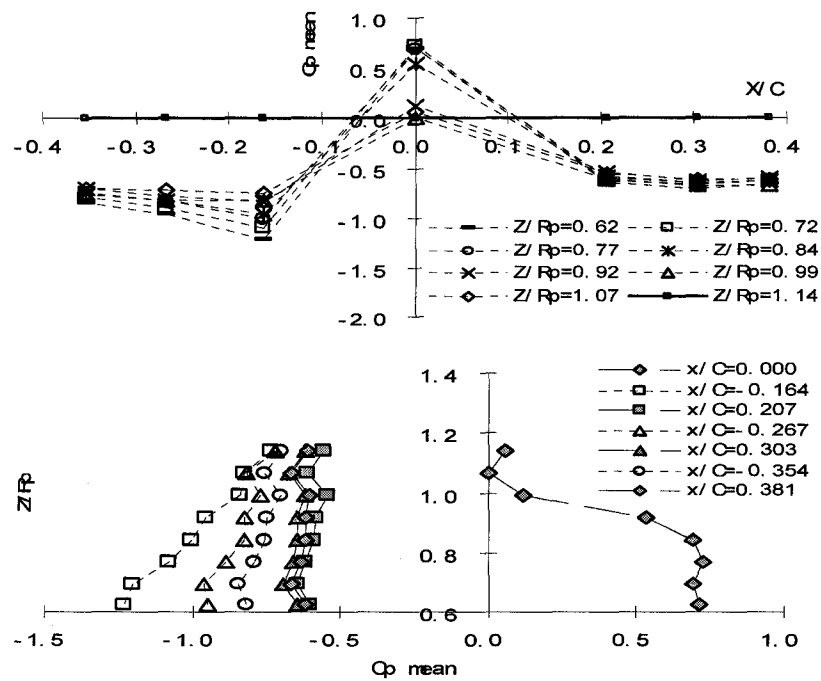 Cp mean
1.0
0.5
0.0
X/ C
-0.4 -0.3 -0.2 -0.1 0.0 0.1 0.2 0.3 0.4
-0.5
-1.0
-1.5
-2.0
Z/ Rp=0. 62 Z/ Rp=0. 72
Z/ Rp=0. 77 Z/ Rp=0. 84
Z/ Rp=0. 92 Z/ Rp=0. 99
Z/ Rp=1. 07 Z/ Rp=1. 14
1.4
1.2
1.0
0.8
0.6
Z/Rp
x/ C=0. 000
x/ C=- 0. 164
x/ C=0. 207
x/ C=- 0. 267
x/ C=0. 303
x/ C=- 0. 354
x/ C=0. 381
-1.5 -1.0 -0.5 0.0 0.5 1.0
Cp mean